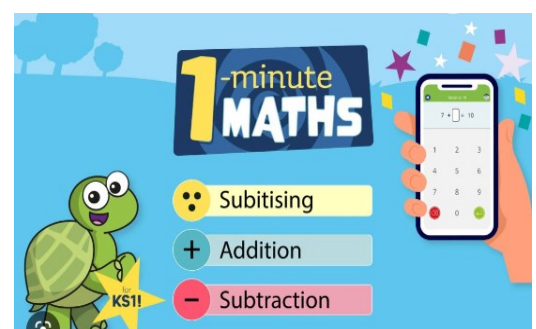 1-minute
MATHS
Subitising
+ Addition
- Subtraction
for
KS1!
7 + = 10
1 2 3
4 5 6
7 8 9
0